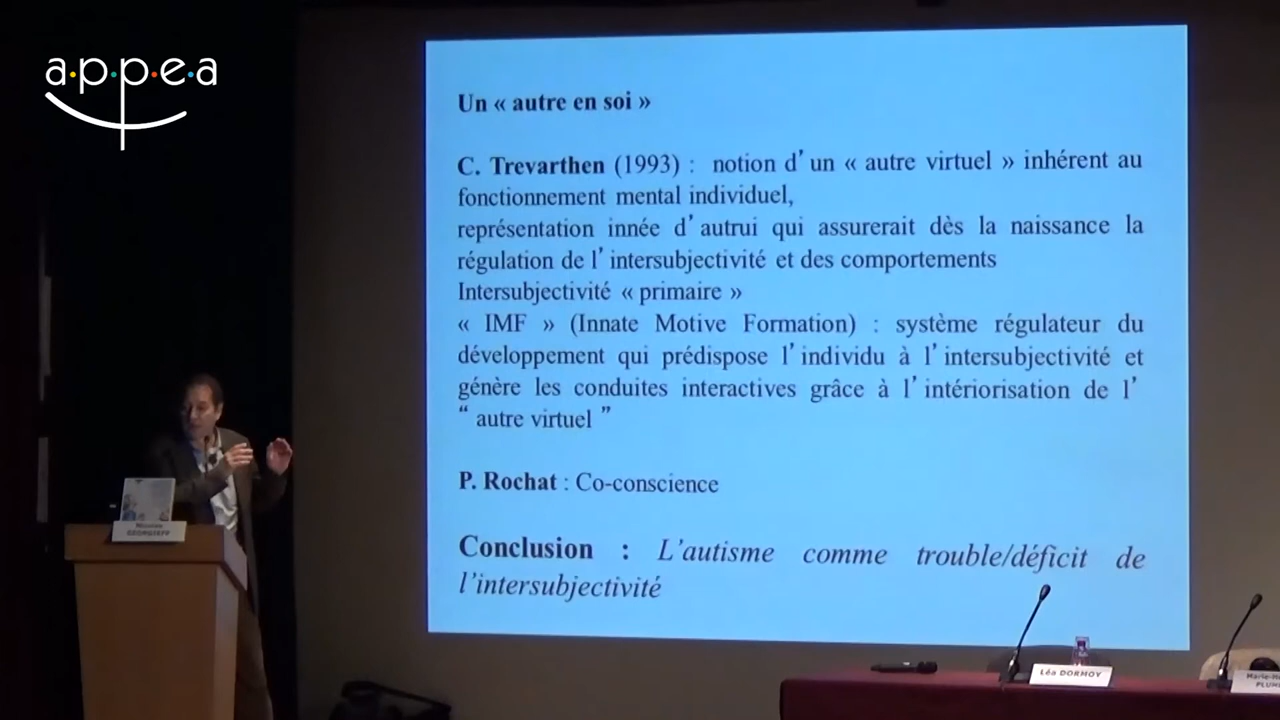 a·p·p·e·a
Un « autre en soi »
C. Trevarthen (1993) : notion d’un « autre virtuel » inhérent au
fonctionnement mental individuel,
représentation innée d’autrui qui assurerait dès la naissance la
régulation de l’intersubjectivité et des comportements
Intersubjectivité « primaire »
« IMF » (Innate Motive Formation) : système régulateur du
développement qui prédispose l’individu à l’intersubjectivité et
génère les conduites interactives grâce à l’intériorisation de l’
“ autre virtuel ”
P. Rochat : Co-conscience
Conclusion : L’autisme comme trouble/déficit de
l’intersubjectivité
Nicolas
GEORGIEFF
Léa DORMOY